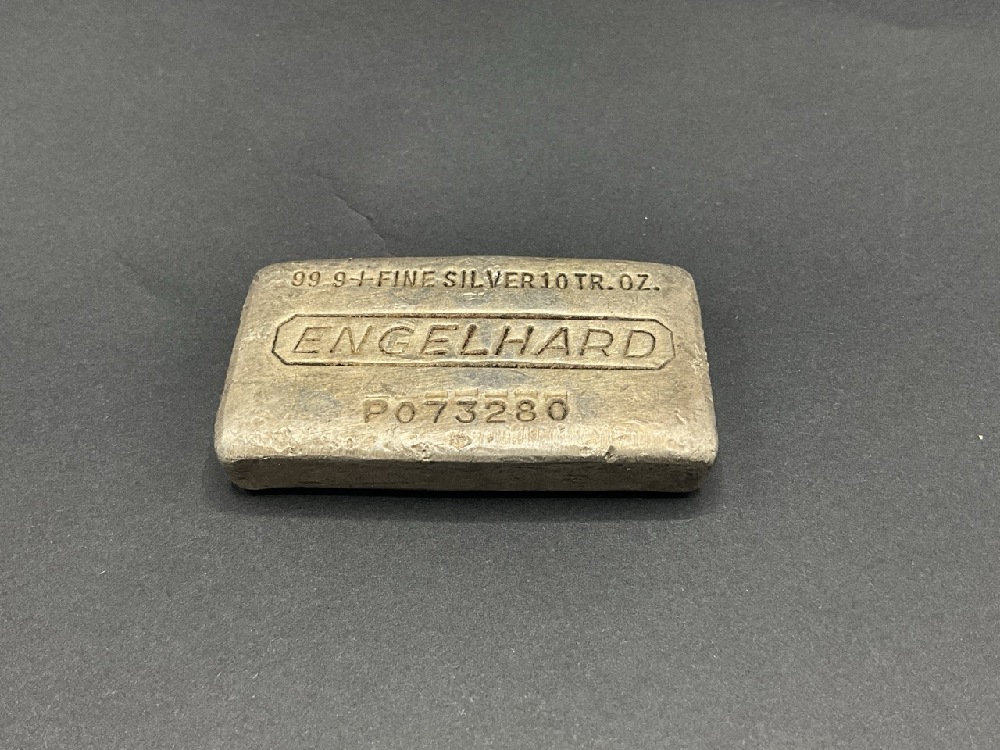 99.9+ FINE SILVER 10 TR. OZ.
ENGELHARD
P073280